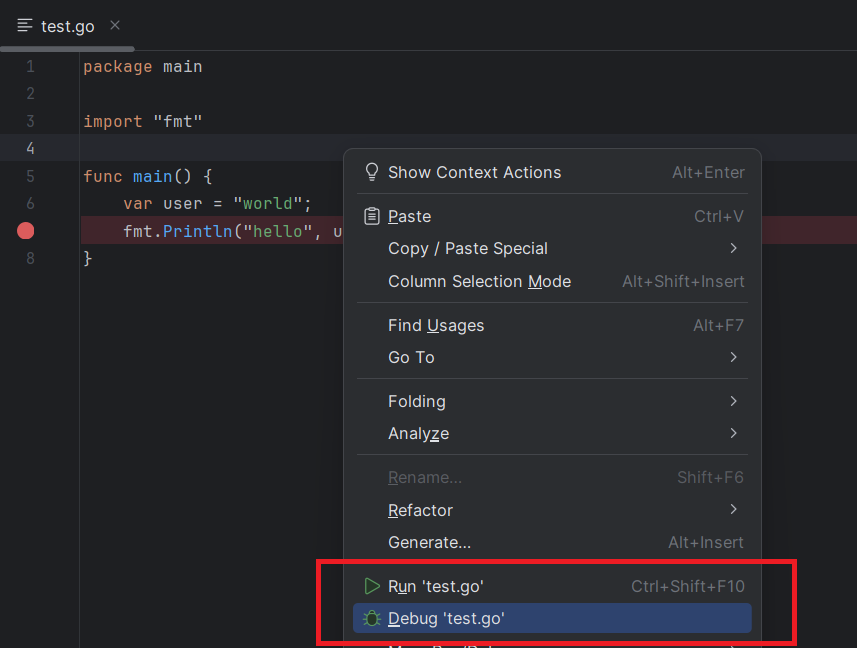 test.go
1 package main
2
3 import "fmt"
4
5 func main() {
6 var user = "world";
fmt.Println("hello", u
8 }
Show Context Actions Alt+Enter
Paste Ctrl+V
Copy / Paste Special
Column Selection Mode Alt+Shift+Insert
Find Usages Alt+F7
Go To
Folding
Analyze
Rename... Shift+F6
Refactor
Generate... Alt+Insert
Run 'test.go' Ctrl+Shift+F10
Debug 'test.go'